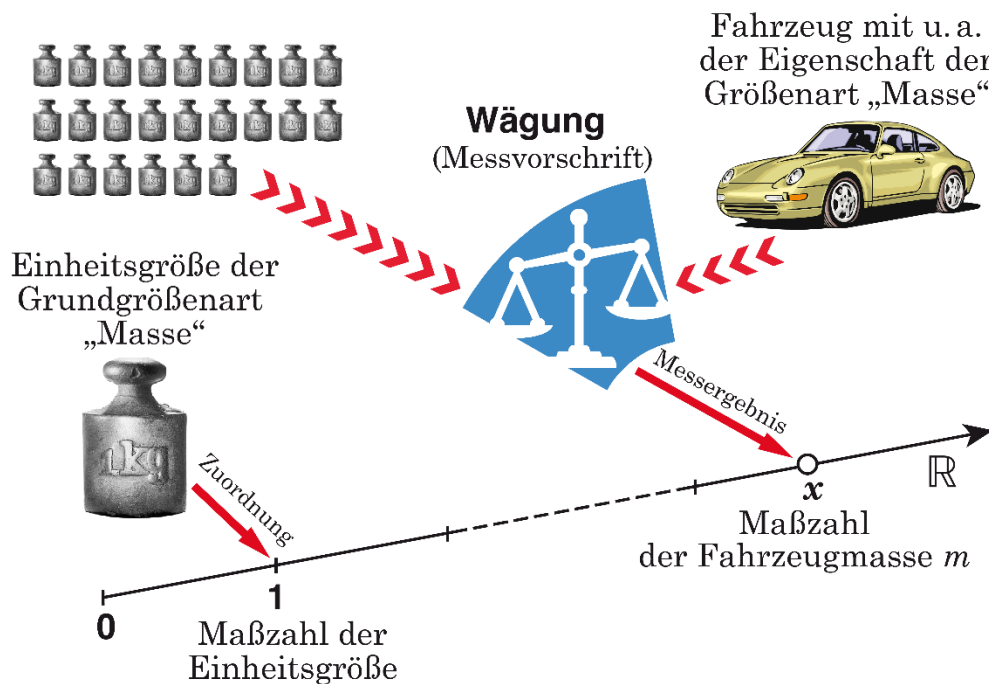 Fahrzeug mit u. a.
der Eigenschaft der
Größenart „Masse“
Wägung
(Messvorschrift)
Einheitsgröße der
Grundgrößenart
„Masse“
1kg
Zuordnung
Messergebnis
0
1
x
ℝ
Maßzahl der
Einheitsgröße
Maßzahl
der Fahrzeugmasse m